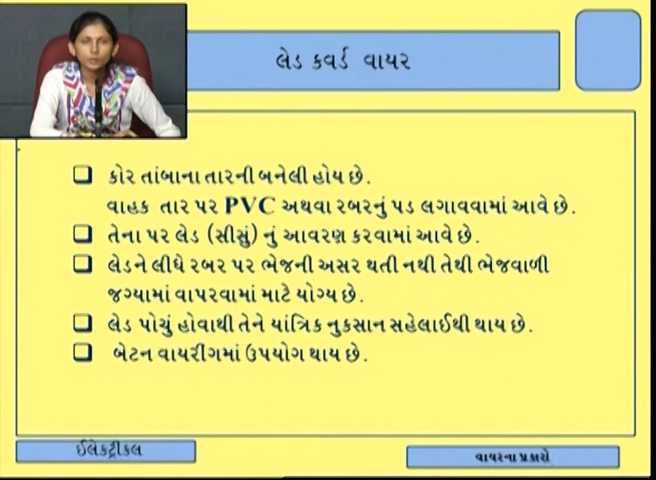 લેડ કવર્ડ વાયર
❑ કોર તાંબાના તારની બનેલી હોય છે.
વાહક તાર પર PVC અથવા રબરનું પડ લગાવવામાં આવે છે.
❑ તેના પર લેડ (સીસું) નું આવરણ કરવામાં આવે છે.
❑ લેડને લીધે રબર પર ભેજની અસર થતી નથી તેથી ભેજવાળી
જગ્યામાં વાપરવામાં માટે યોગ્ય છે.
❑ લેડ પોચું હોવાથી તેને યાંત્રિક નુકસાન સહેલાઈથી થાય છે.
❑ બેટન વાયરીંગમાં ઉપયોગ થાય છે.
ઈલેકટ્રીકલ
વાયરના પ્રકારો